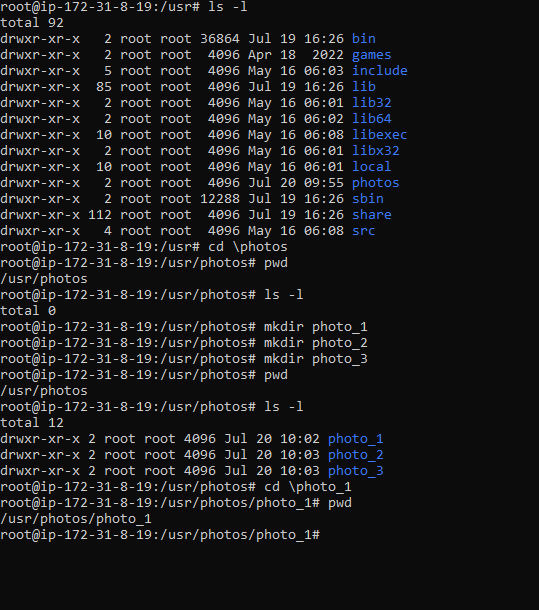 root@ip-172-31-8-19:/usr# ls -l
total 92
drwxr-xr-x   2 root root 36864 Jul 19 16:26 bin
drwxr-xr-x   2 root root  4096 Apr 18  2022 games
drwxr-xr-x   5 root root  4096 May 16 06:03 include
drwxr-xr-x  85 root root  4096 Jul 19 16:26 lib
drwxr-xr-x   2 root root  4096 May 16 06:01 lib32
drwxr-xr-x   2 root root  4096 May 16 06:02 lib64
drwxr-xr-x  10 root root  4096 May 16 06:08 libexec
drwxr-xr-x   2 root root  4096 May 16 06:01 libx32
drwxr-xr-x  10 root root  4096 May 16 06:01 local
drwxr-xr-x   2 root root  4096 Jul 20 09:55 photos
drwxr-xr-x   2 root root 12288 Jul 19 16:26 sbin
drwxr-xr-x 112 root root  4096 Jul 19 16:26 share
drwxr-xr-x   4 root root  4096 May 16 06:08 src
root@ip-172-31-8-19:/usr# cd \photos
root@ip-172-31-8-19:/usr/photos# pwd
/usr/photos
root@ip-172-31-8-19:/usr/photos# ls -l
total 0
root@ip-172-31-8-19:/usr/photos# mkdir photo_1
root@ip-172-31-8-19:/usr/photos# mkdir photo_2
root@ip-172-31-8-19:/usr/photos# mkdir photo_3
root@ip-172-31-8-19:/usr/photos# pwd
/usr/photos
root@ip-172-31-8-19:/usr/photos# ls -l
total 12
drwxr-xr-x 2 root root 4096 Jul 20 10:02 photo_1
drwxr-xr-x 2 root root 4096 Jul 20 10:03 photo_2
drwxr-xr-x 2 root root 4096 Jul 20 10:03 photo_3
root@ip-172-31-8-19:/usr/photos# cd \photo_1
root@ip-172-31-8-19:/usr/photos/photo_1# pwd
/usr/photos/photo_1
root@ip-172-31-8-19:/usr/photos/photo_1#